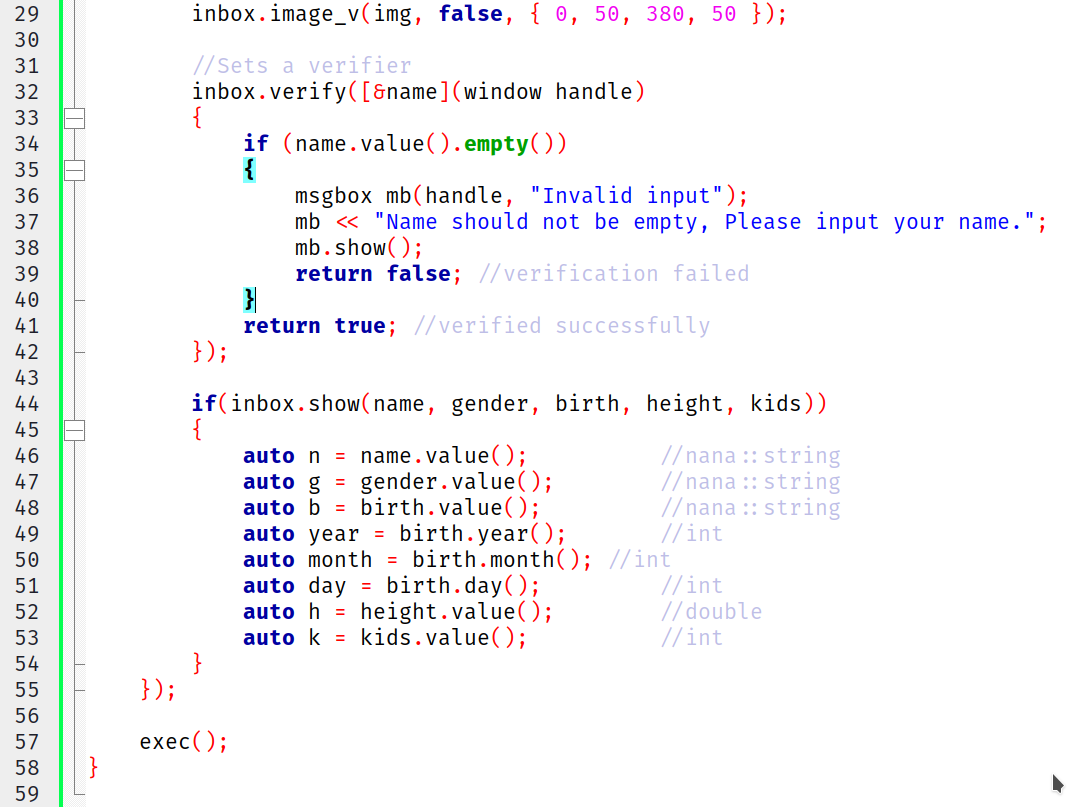 29 inbox.image_v(img, false, { 0, 50, 380, 50 });
30
31 //Sets a verifier
32 inbox.verify([&name](window handle)
33 {
34 if (name.value().empty())
35 {
36 msgbox mb(handle, "Invalid input");
37 mb << "Name should not be empty, Please input your name.";
38 mb.show();
39 return false; //verification failed
40 }
41 return true; //verified successfully
42 });
43
44 if(inbox.show(name, gender, birth, height, kids))
45 {
46 auto n = name.value(); //nana::string
47 auto g = gender.value(); //nana::string
48 auto b = birth.value(); //nana::string
49 auto year = birth.year(); //int
50 auto month = birth.month(); //int
51 auto day = birth.day(); //int
52 auto h = height.value(); //double
53 auto k = kids.value(); //int
54 }
55 });
56
57 exec();
58 }
59